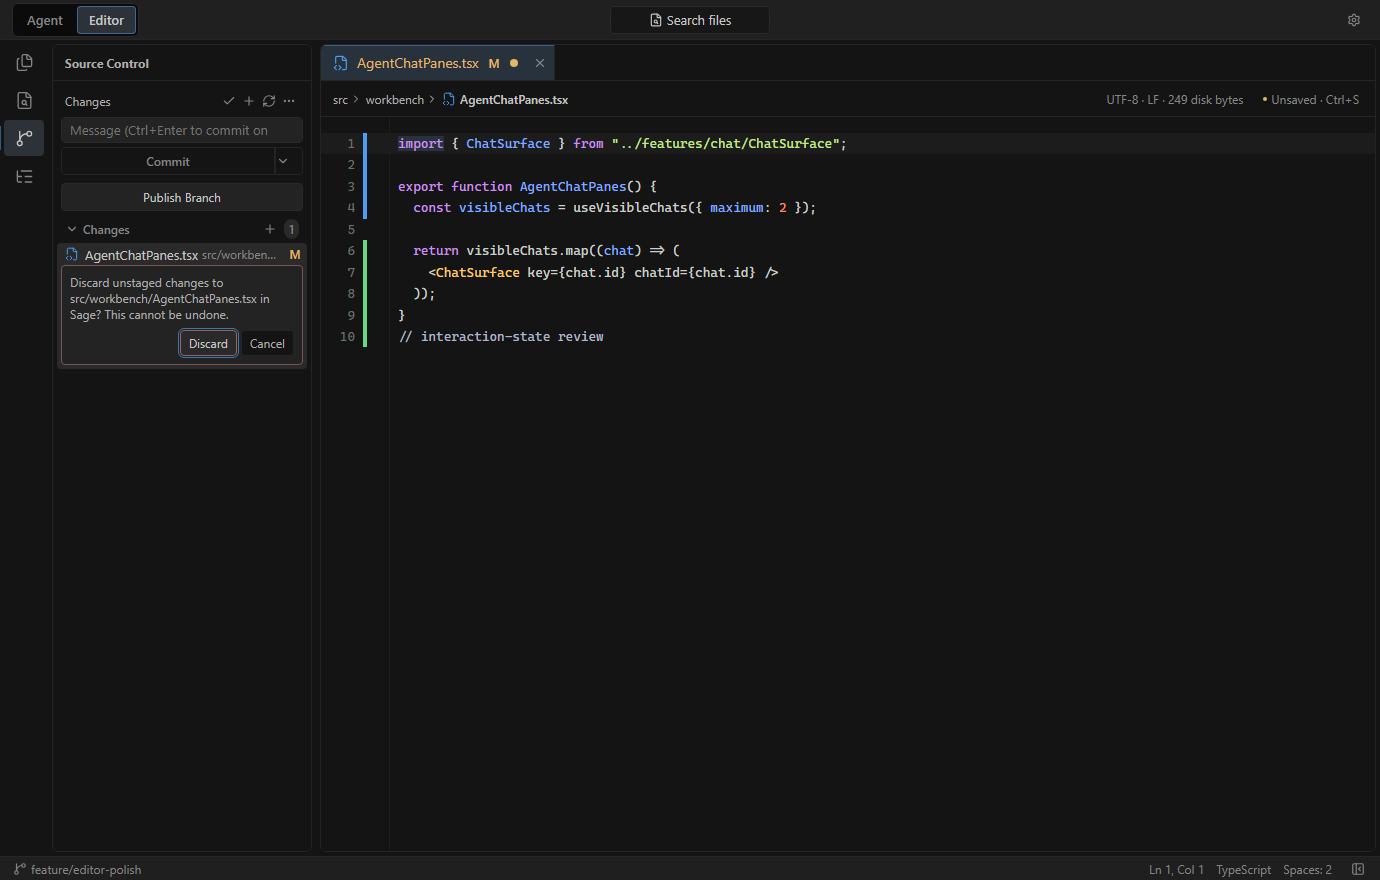 Agent Editor Search files
Source Control
Changes
Message (Ctrl+Enter to commit on
Commit
Publish Branch
Changes 1
AgentChatPanes.tsx src/workben... M
Discard unstaged changes to
src/workbench/AgentChatPanes.tsx in
Sage? This cannot be undone.
Discard Cancel
AgentChatPanes.tsx M
src workbench AgentChatPanes.tsx UTF-8 · LF · 249 disk bytes Unsaved · Ctrl+S
1 import { ChatSurface } from "../features/chat/ChatSurface";
2
3 export function AgentChatPanes() {
4 const visibleChats = useVisibleChats({ maximum: 2 });
5
6 return visibleChats.map((chat) => (
7 <ChatSurface key={chat.id} chatId={chat.id} />
8 ));
9 }
10 // interaction-state review
feature/editor-polish Ln 1, Col 1 TypeScript Spaces: 2